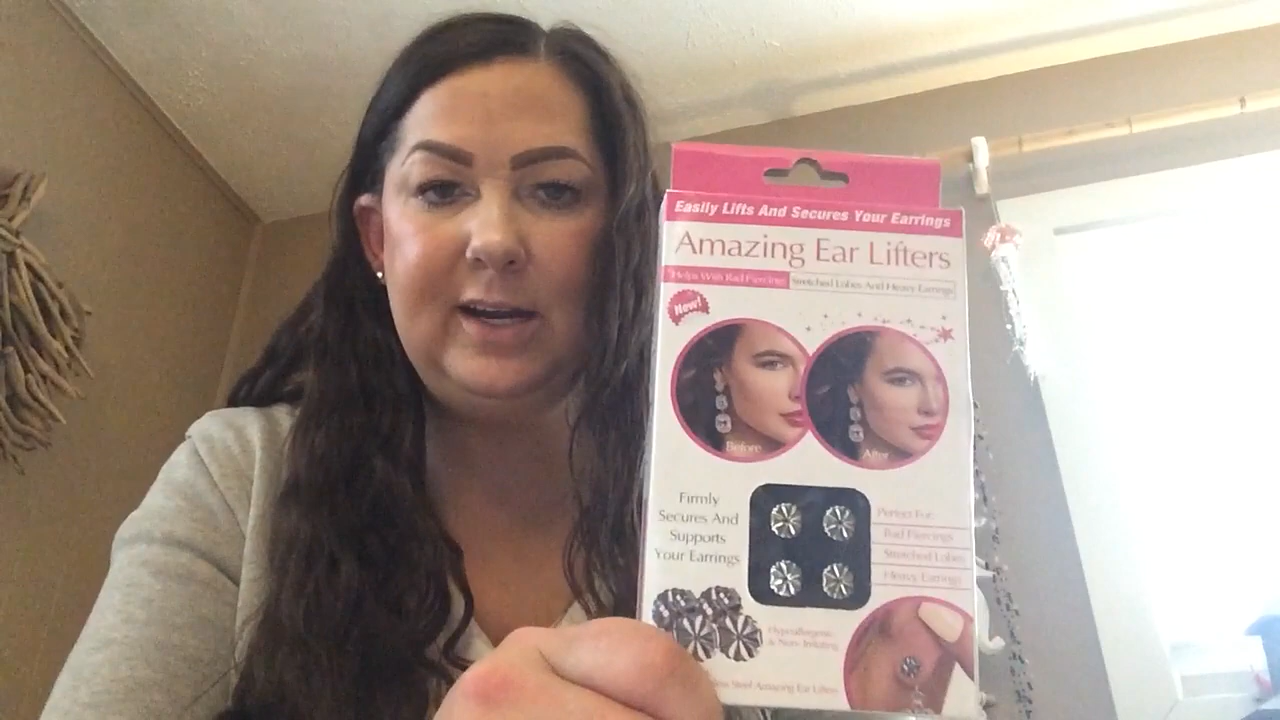 Easily Lifts And Secures Your Earrings
Amazing Ear Lifters
Helps With Bad Piercing
Stretched Lobes And Heavy Earrings
New!
Before
After
Firmly
Secures And
Supports
Your Earrings
Perfect For:
Bad Piercings
Stretched Lobes
Heavy Earrings
Hypoallergenic
& Non-Irritating
Steel Amazing Ear Lifters